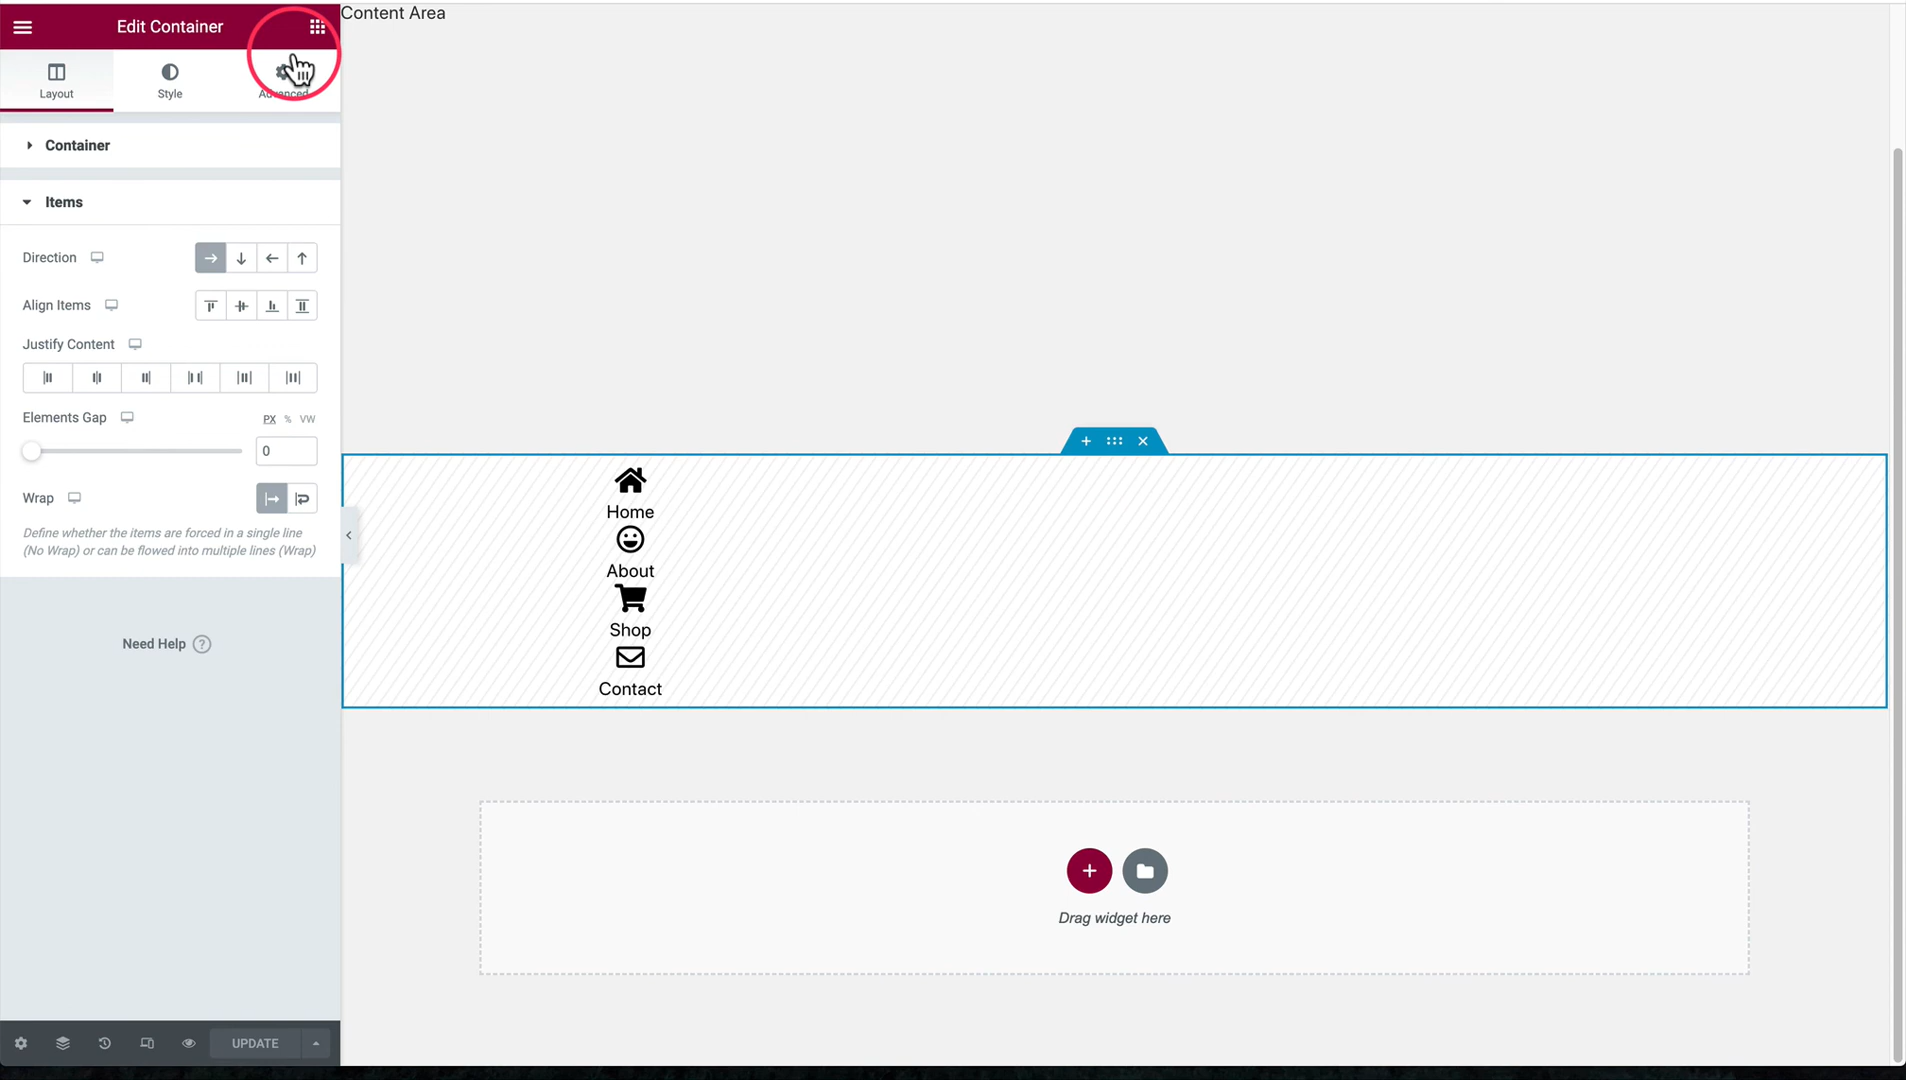 Edit Container
Content Area
Layout
Style
Advanced
Container
Items
Direction
Align Items
Justify Content
Elements Gap
PX % VW
0
Wrap
Define whether the items are forced in a single line
(No Wrap) or can be flowed into multiple lines (Wrap)
Need Help ?
UPDATE
Home
About
Shop
Contact
Drag widget here